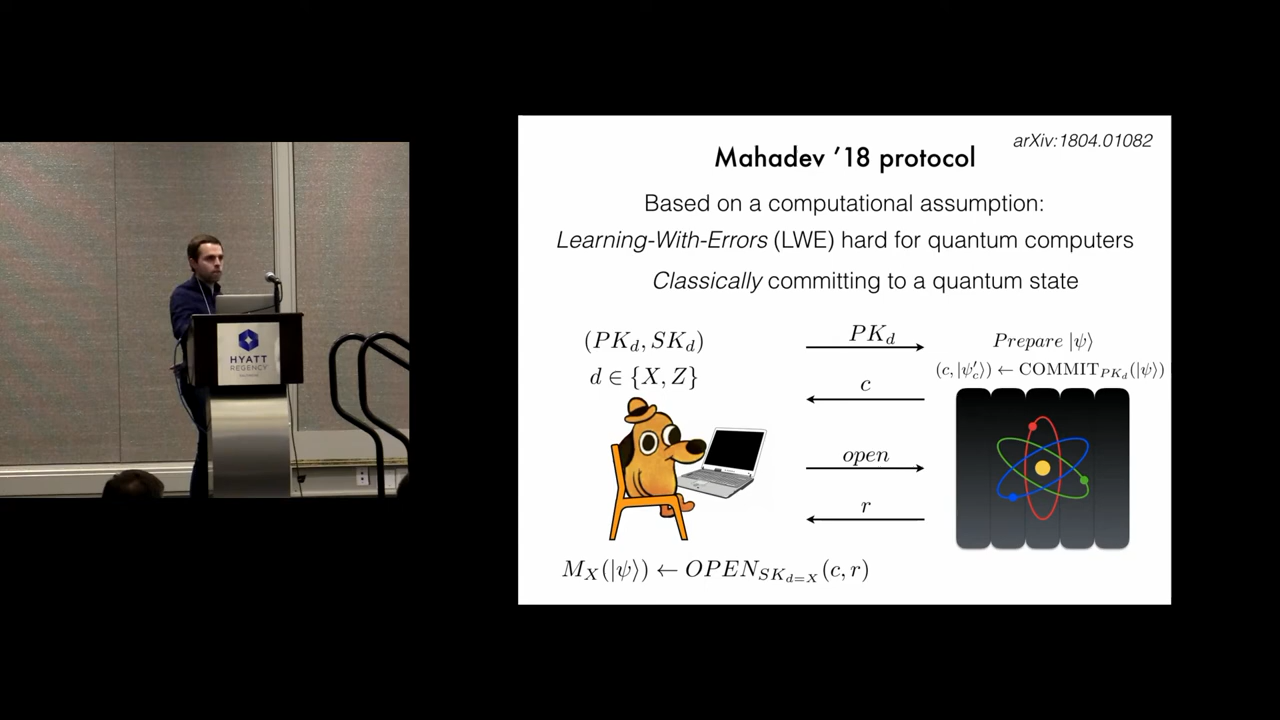 HYATT
REGENCY
arXiv:1804.01082
Mahadev '18 protocol
Based on a computational assumption:
Learning-With-Errors (LWE) hard for quantum computers
Classically committing to a quantum state
(PK_d, SK_d)
d ∈ {X, Z}
PK_d
c
open
r
Prepare |ψ⟩
(c, |ψ′_c⟩) ← COMMIT_{PK_d}(|ψ⟩)
M_X(|ψ⟩) ← OPEN_{SK_{d=X}}(c, r)